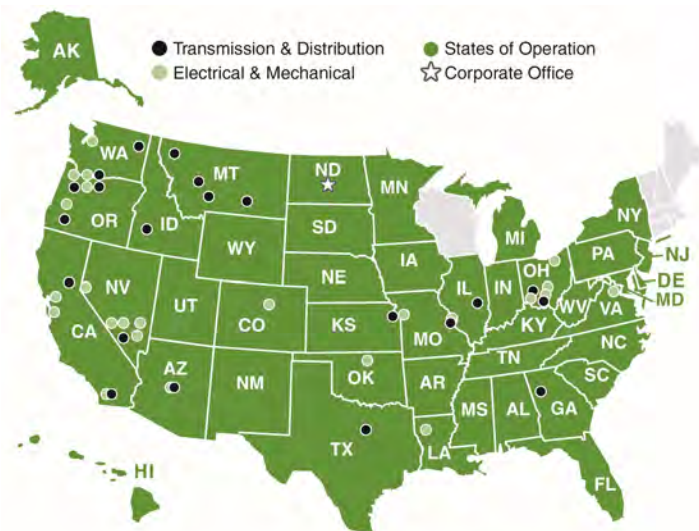 AK
Transmission & Distribution
States of Operation
Electrical & Mechanical
Corporate Office
WA
MT
ND
MN
OR
ID
SD
WY
MI
NY
PA
NJ
DE
MD
IA
NE
NV
UT
CO
CA
KS
MO
IL
IN
OH
WV
VA
KY
NC
TN
SC
AZ
NM
OK
AR
MS
AL
GA
TX
LA
FL
HI